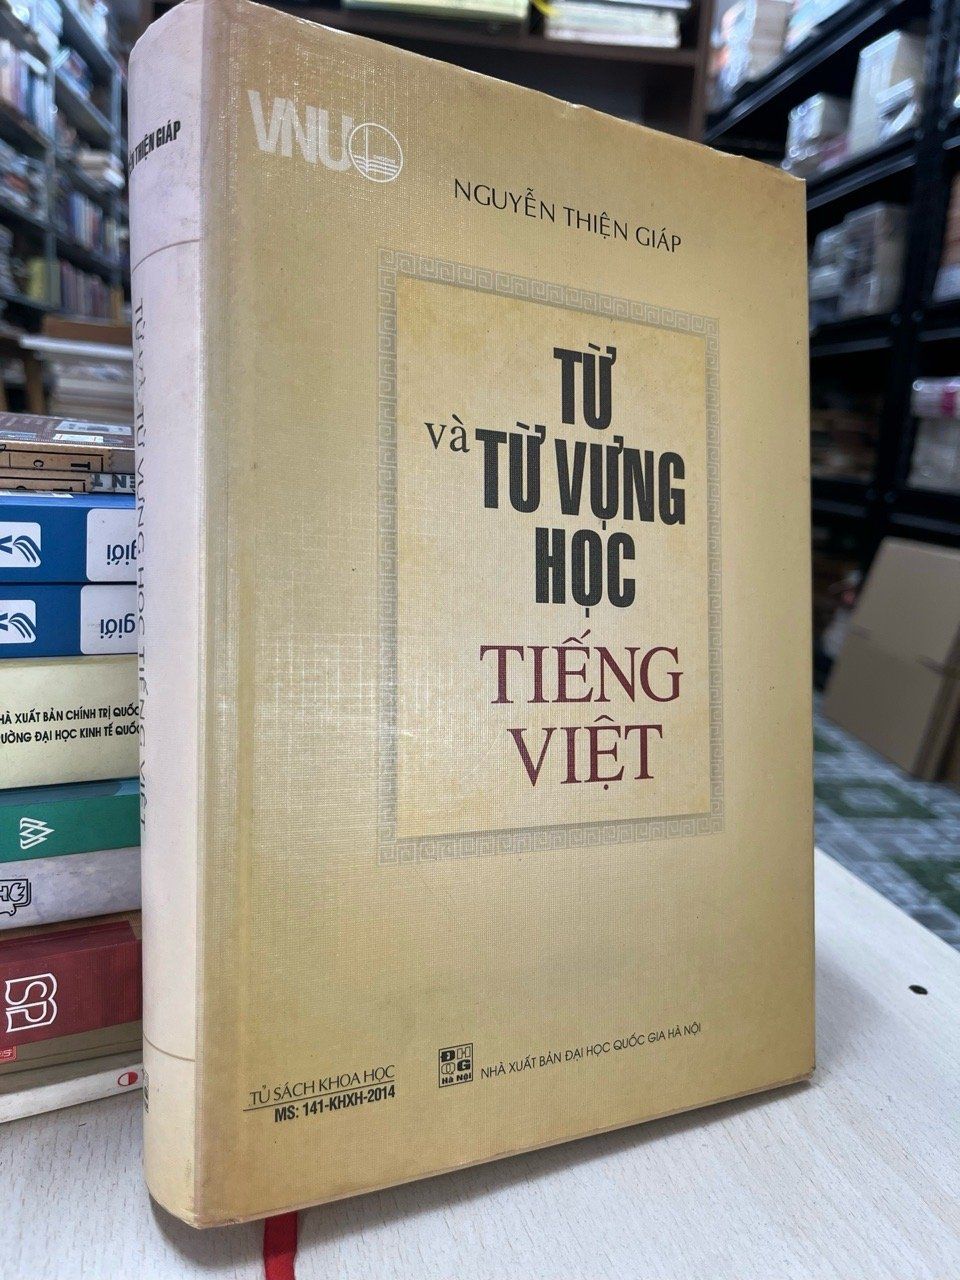 VNU
NGUYỄN THIỆN GIÁP
TỪ
và TỪ VỰNG
HỌC
TIẾNG
VIỆT
TỦ SÁCH KHOA HỌC
MS: 141-KHXH-2014
ĐHQG
Hà Nội
NHÀ XUẤT BẢN ĐẠI HỌC QUỐC GIA HÀ NỘI
THIỆN GIÁP
TỪ VÀ TỪ VỰNG HỌC TIẾNG VIỆT
giới
giới
XUẤT BẢN CHÍNH TRỊ QUỐC
ĐẠI HỌC KINH TẾ QUỐC